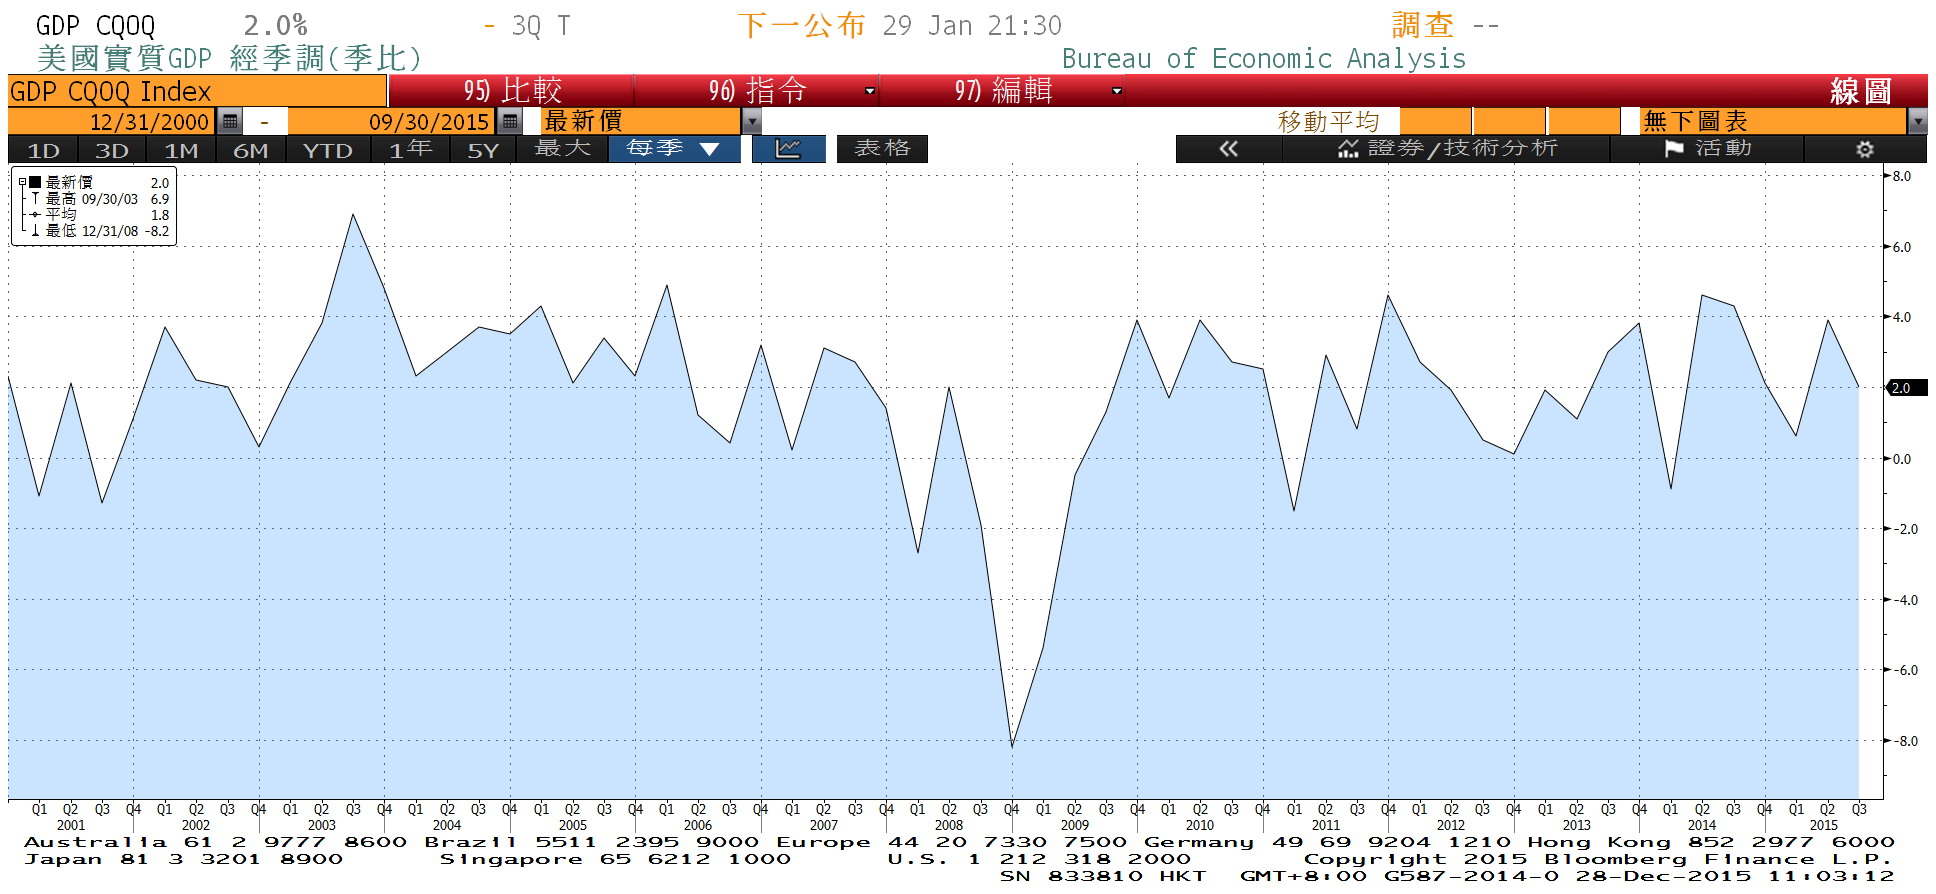 GDP CQOQ 2.0% - 3Q T 下一公布 29 Jan 21:30 調查 --
美國實質GDP 經季調(季比) Bureau of Economic Analysis
GDP CQOQ Index 95) 比較 96) 指令 97) 編輯 線圖
12/31/2000 - 09/30/2015 最新價 移動平均 無下圖表
1D 3D 1M 6M YTD 1年 5Y 最大 每季 ▼ 表格 « 證券/技術分析 活動
最新價 2.0
最高 09/30/03 6.9
平均 1.8
最低 12/31/08 -8.2
8.0
6.0
4.0
2.0
0.0
-2.0
-4.0
-6.0
-8.0
Q1 Q2 Q3 Q4 Q1 Q2 Q3 Q4 Q1 Q2 Q3 Q4 Q1 Q2 Q3 Q4 Q1 Q2 Q3 Q4 Q1 Q2 Q3 Q4 Q1 Q2 Q3 Q4 Q1 Q2 Q3 Q4 Q1 Q2 Q3 Q4 Q1 Q2 Q3 Q4 Q1 Q2 Q3 Q4 Q1 Q2 Q3 Q4 Q1 Q2 Q3 Q4 Q1 Q2 Q3 Q4 Q1 Q2 Q3
2001 2002 2003 2004 2005 2006 2007 2008 2009 2010 2011 2012 2013 2014 2015
Australia 61 2 9777 8600 Brazil 5511 2395 9000 Europe 44 20 7330 7500 Germany 49 69 9204 1210 Hong Kong 852 2977 6000
Japan 81 3 3201 8900 Singapore 65 6212 1000 U.S. 1 212 318 2000 Copyright 2015 Bloomberg Finance L.P.
SN 833810 HKT GMT+8:00 G587-2014-0 28-Dec-2015 11:03:12